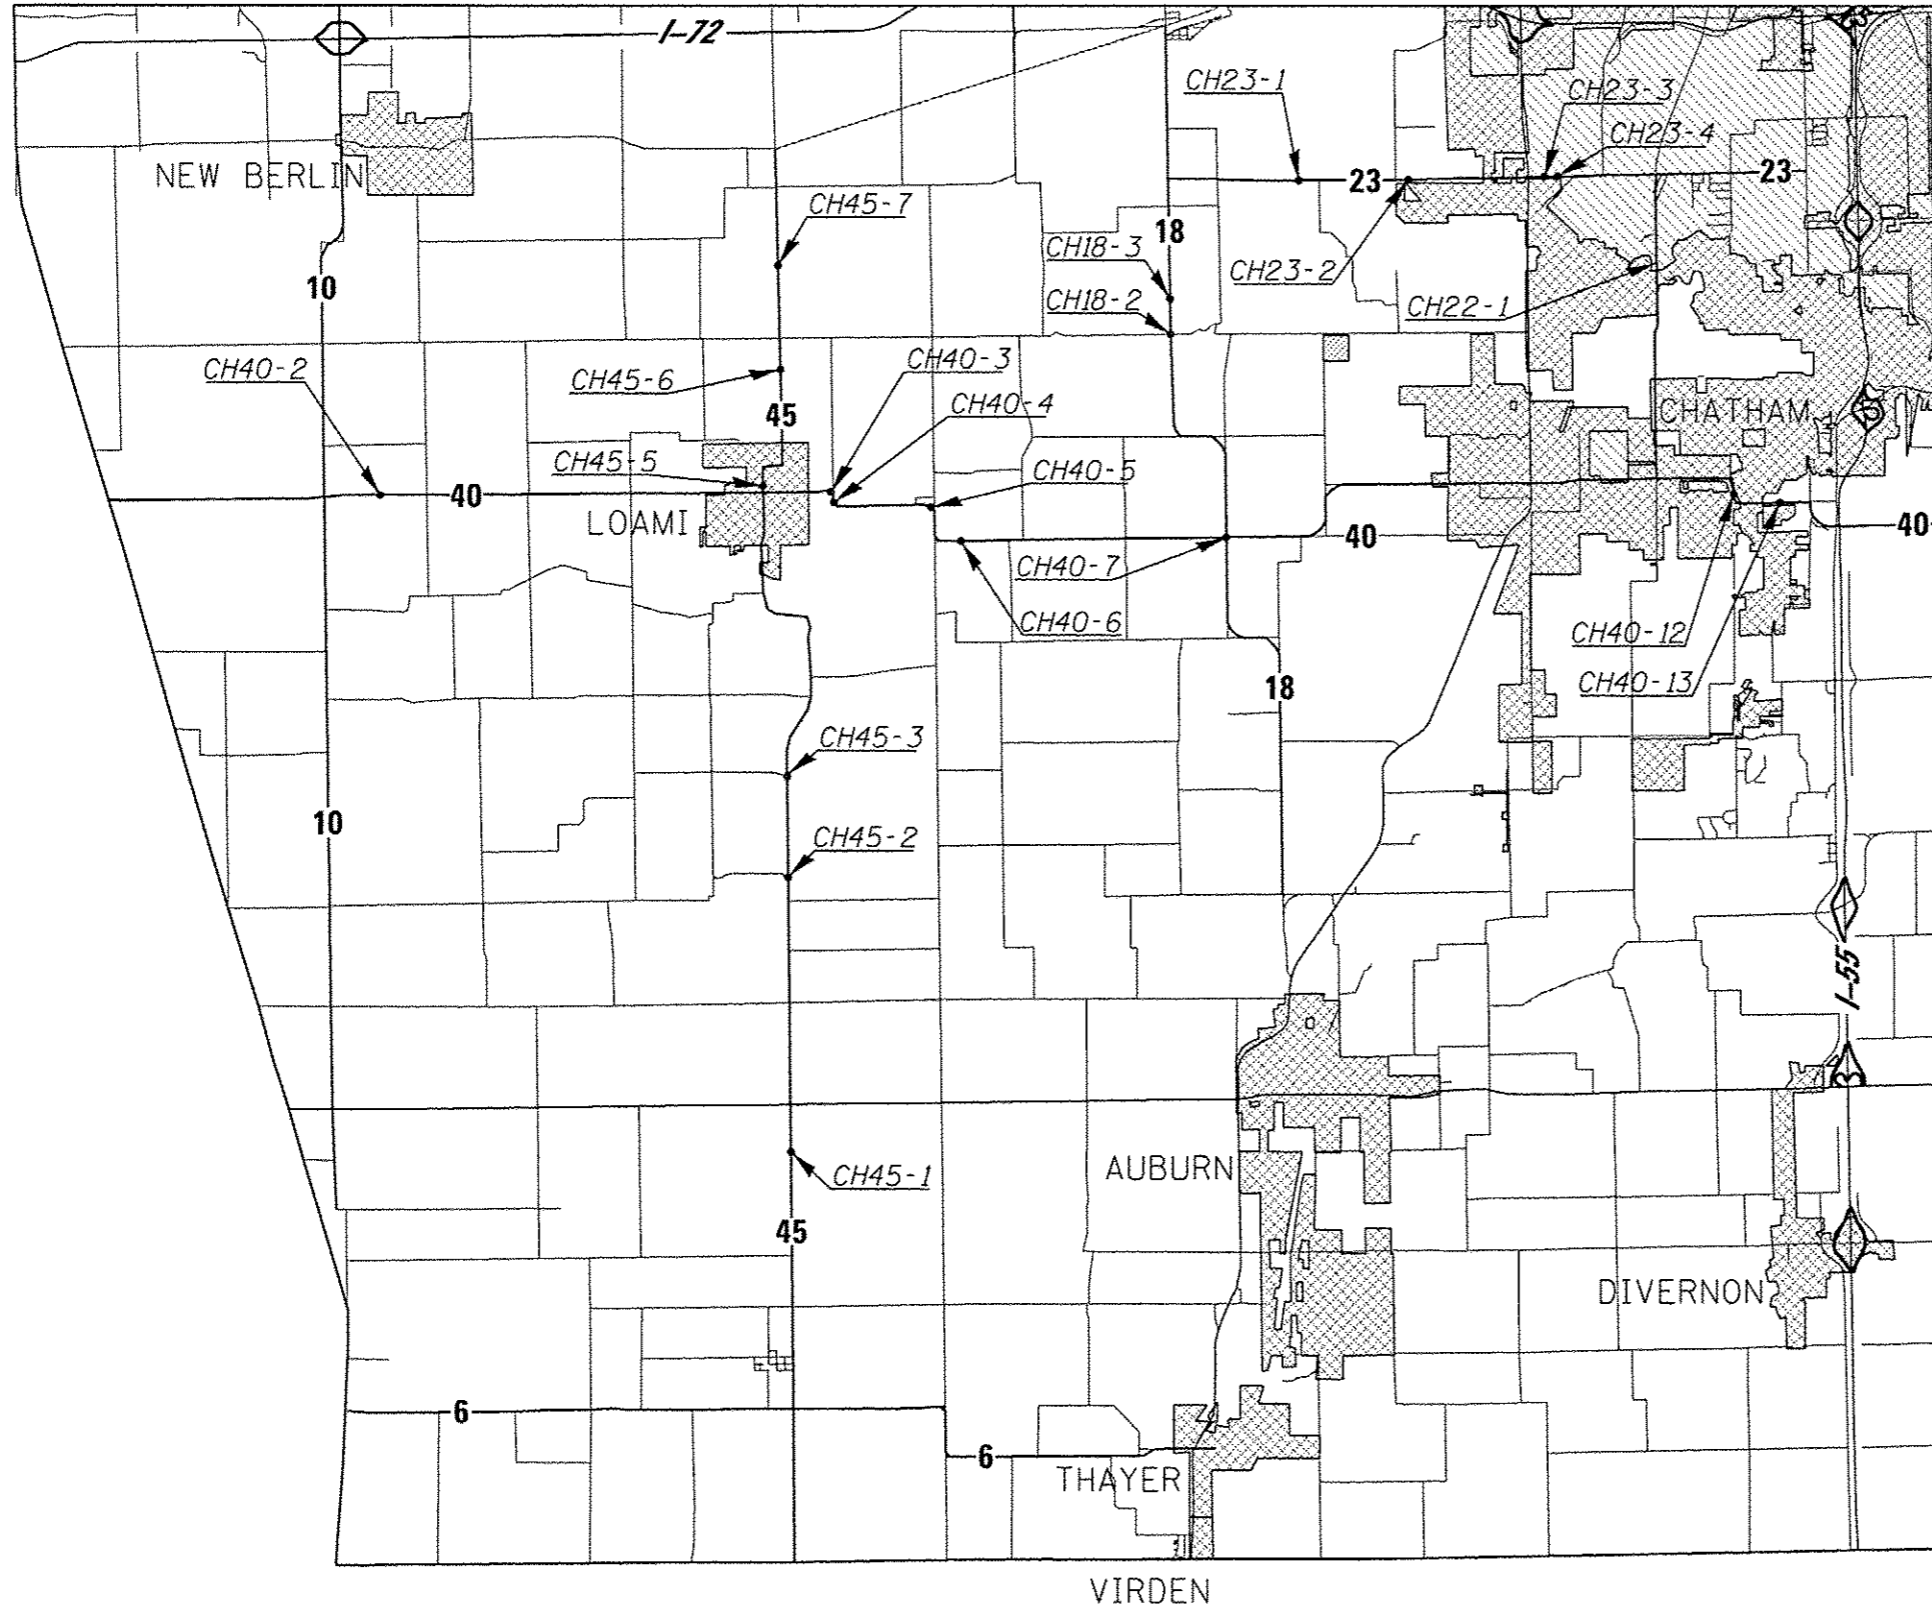 I-72
CH23-1
CH23-3
CH23-4
NEW BERLIN
23
23
CH45-7
18
CH18-3
CH23-2
10
CH18-2
CH22-1
CH40-2
CH40-3
CH45-6
CH40-4
45
CHATHAM
CH45-5
CH40-5
40
LOAMI
40
40
CH40-7
CH40-6
CH40-12
CH40-13
18
CH45-3
10
CH45-2
I-55
AUBURN
CH45-1
45
DIVERNON
6
6
THAYER
VIRDEN